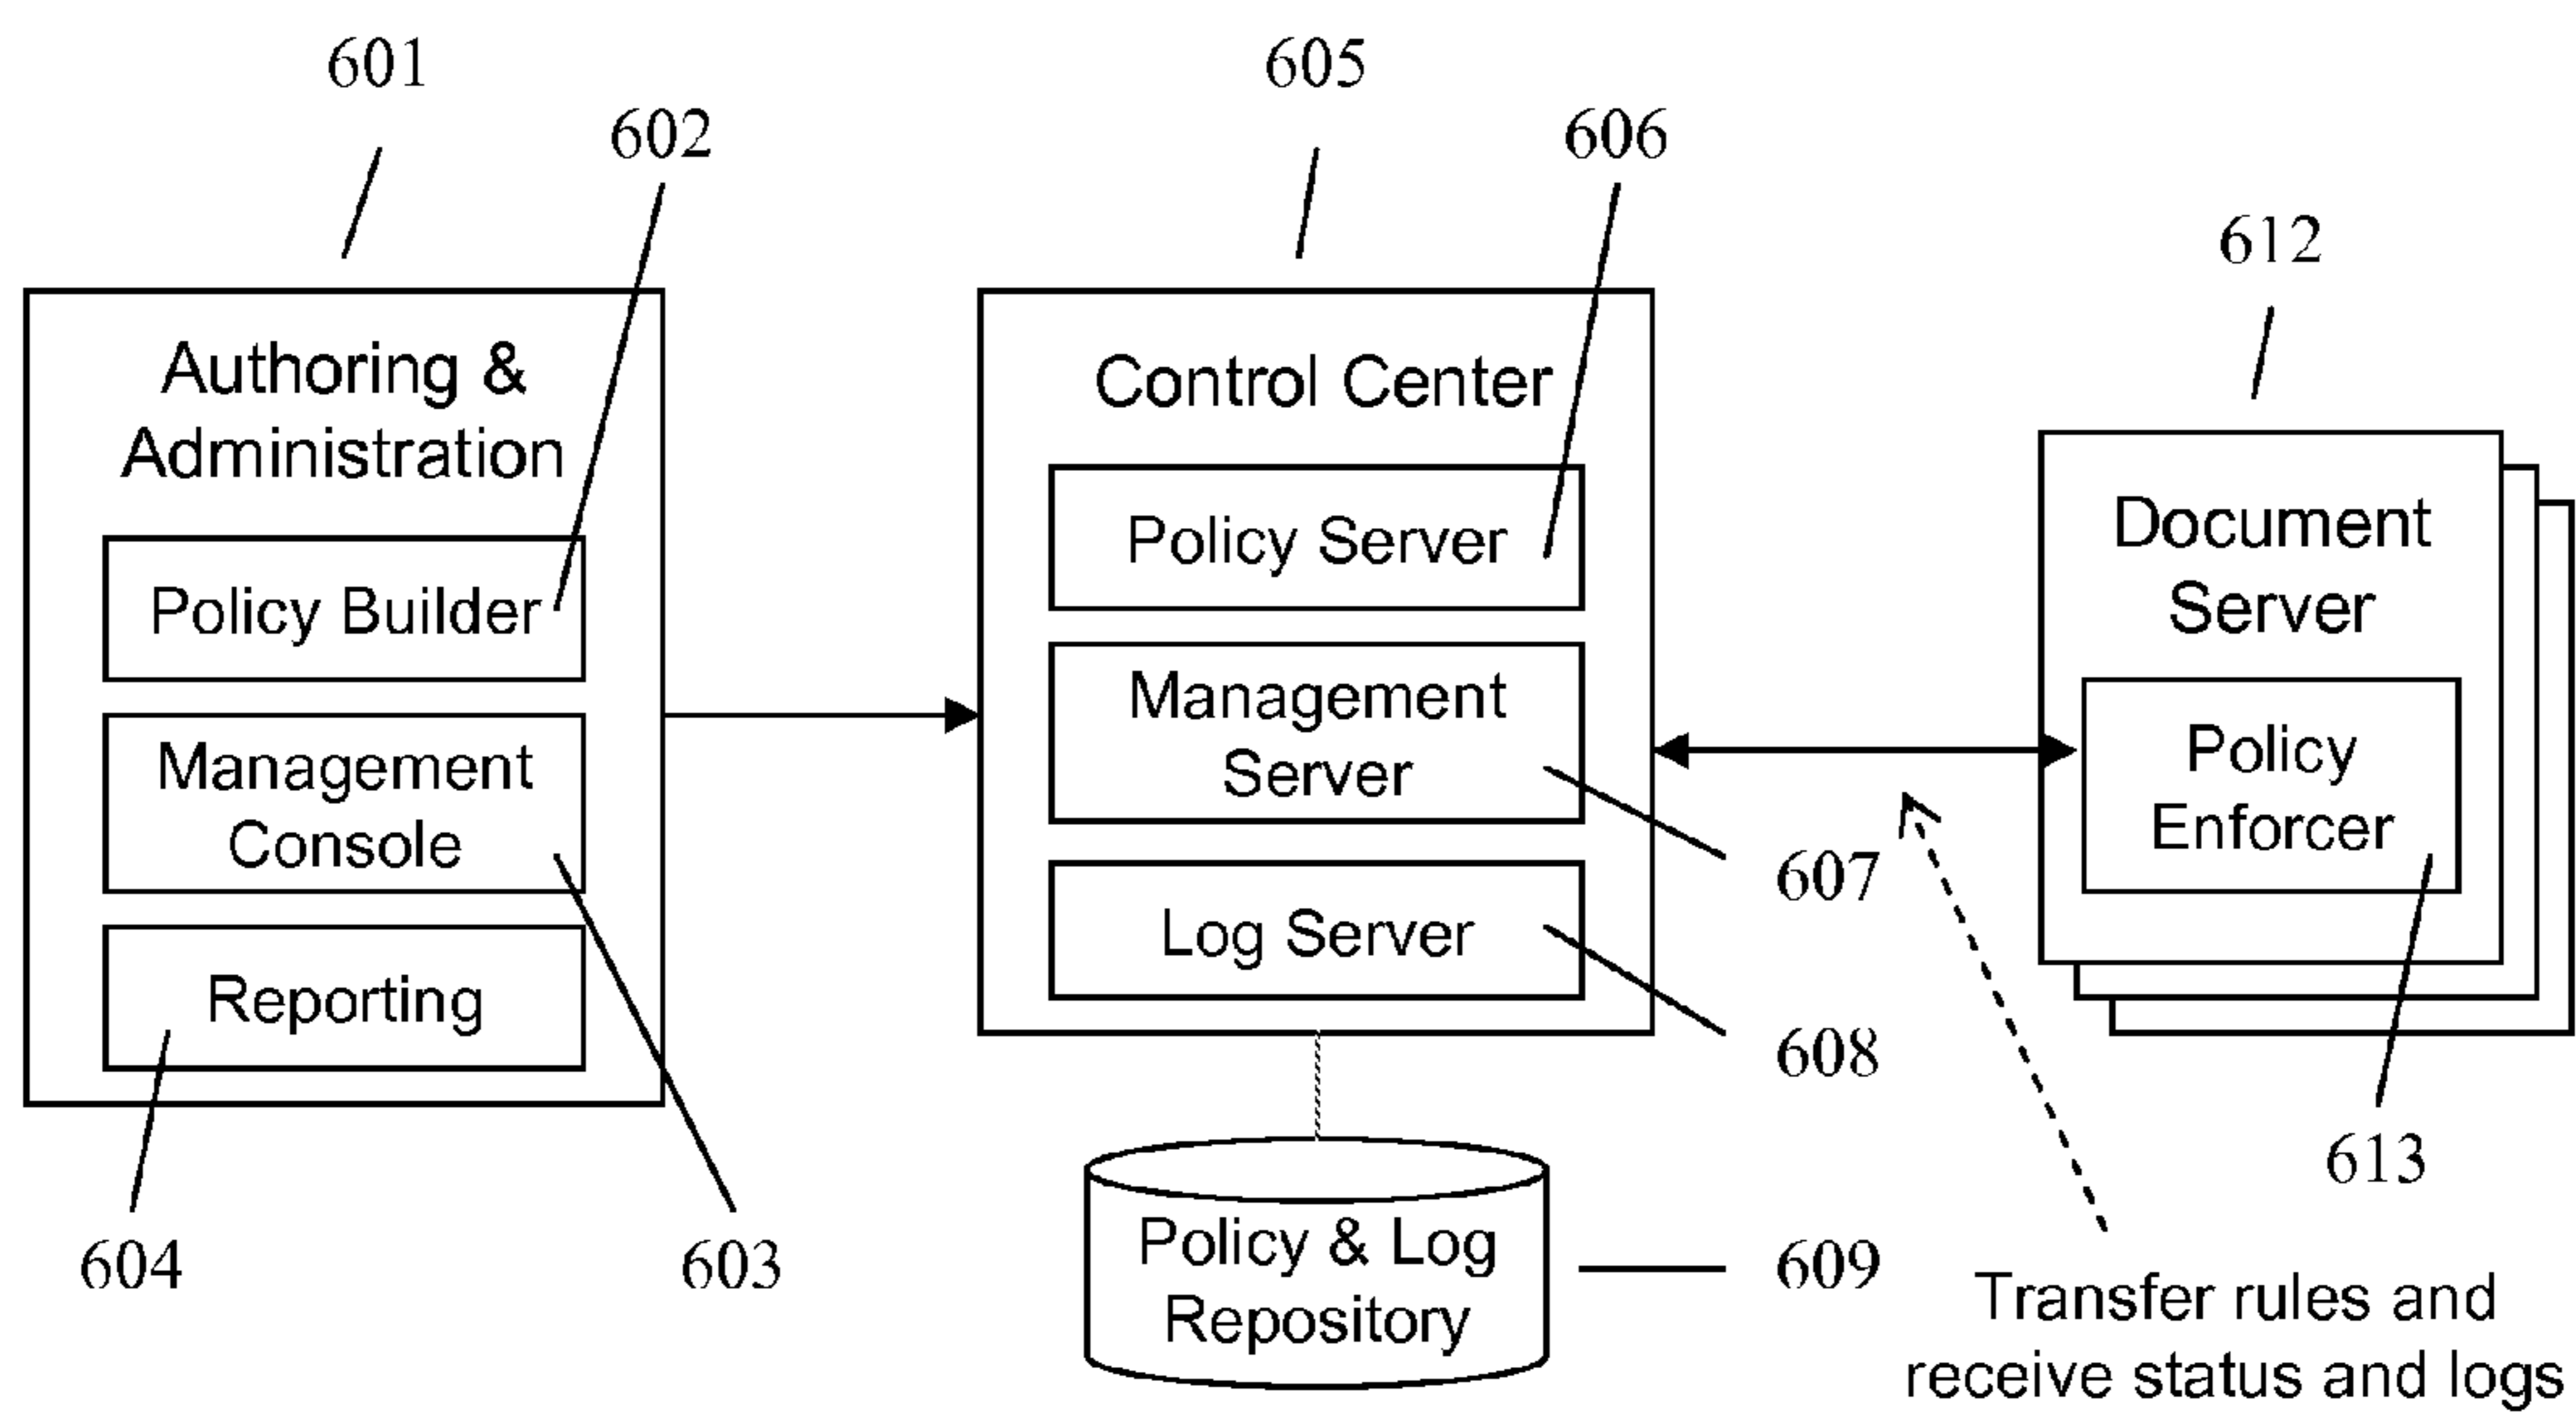 601
602
605
606
612
Authoring &
Administration
Policy Builder
Management
Console
Reporting
604
603
Control Center
Policy Server
Management
Server
Log Server
607
608
Policy & Log
Repository
609
Document
Server
Policy
Enforcer
613
Transfer rules and
receive status and logs